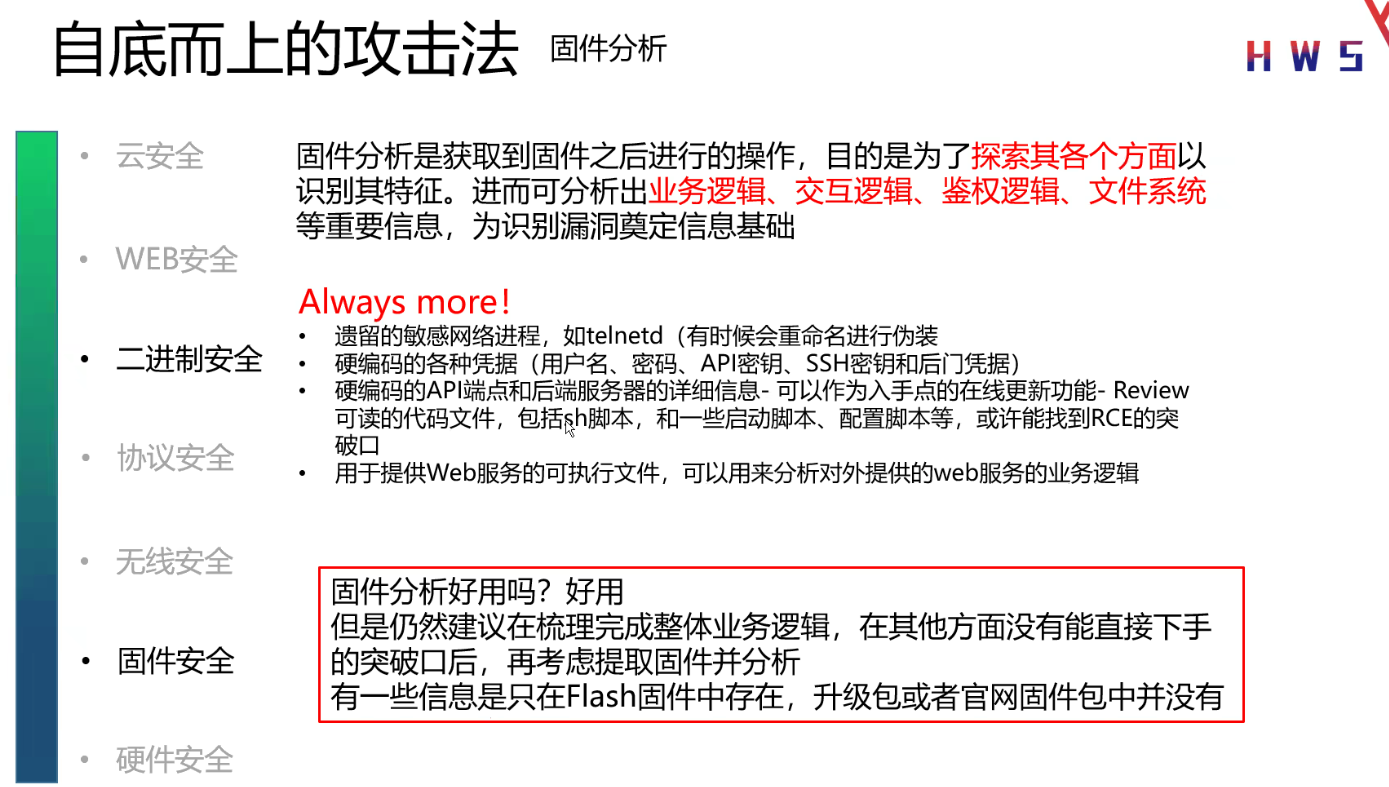 自底而上的攻击法 固件分析
HWS
• 云安全
• WEB安全
• 二进制安全
• 协议安全
• 无线安全
• 固件安全
• 硬件安全
固件分析是获取到固件之后进行的操作，目的是为了探索其各个方面以
识别其特征。进而可分析出业务逻辑、交互逻辑、鉴权逻辑、文件系统
等重要信息，为识别漏洞奠定信息基础
Always more!
• 遗留的敏感网络进程，如telnetd（有时候会重命名进行伪装
• 硬编码的各种凭据（用户名、密码、API密钥、SSH密钥和后门凭据）
• 硬编码的API端点和后端服务器的详细信息- 可以作为入手点的在线更新功能- Review
可读的代码文件，包括sh脚本，和一些启动脚本、配置脚本等，或许能找到RCE的突
破口
• 用于提供Web服务的可执行文件，可以用来分析对外提供的web服务的业务逻辑
固件分析好用吗？好用
但是仍然建议在梳理完成整体业务逻辑，在其他方面没有能直接下手
的突破口后，再考虑提取固件并分析
有一些信息是只在Flash固件中存在，升级包或者官网固件包中并没有